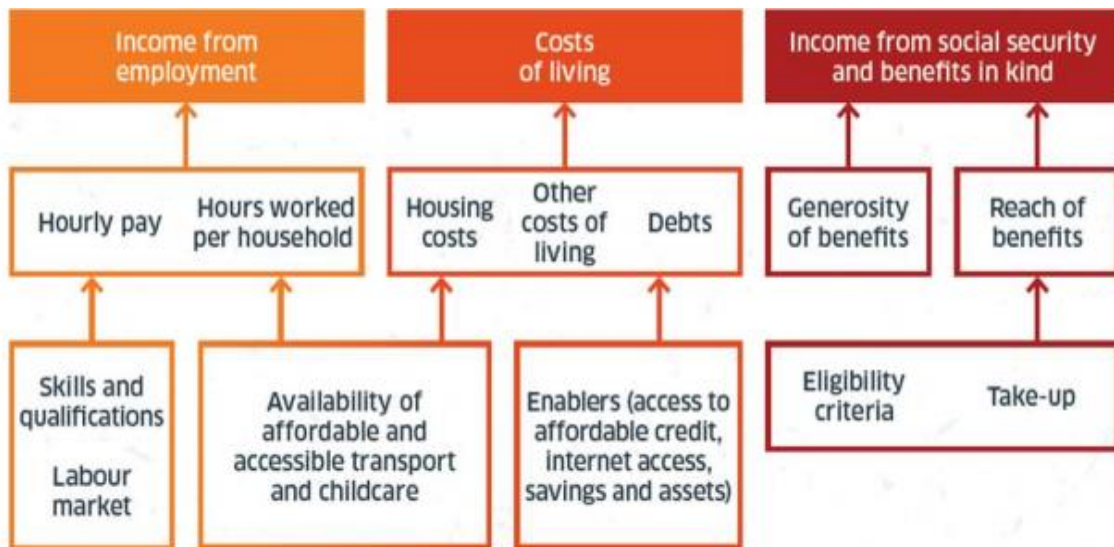 Income from
employment
Costs
of living
Income from social security
and benefits in kind
Hourly pay
Hours worked
per household
Housing
costs
Other
costs of
living
Debts
Generosity
of benefits
Reach of
benefits
Skills and
qualifications
Labour
market
Availability of
affordable and
accessible transport
and childcare
Enablers (access to
affordable credit,
internet access,
savings and assets)
Eligibility
criteria
Take-up